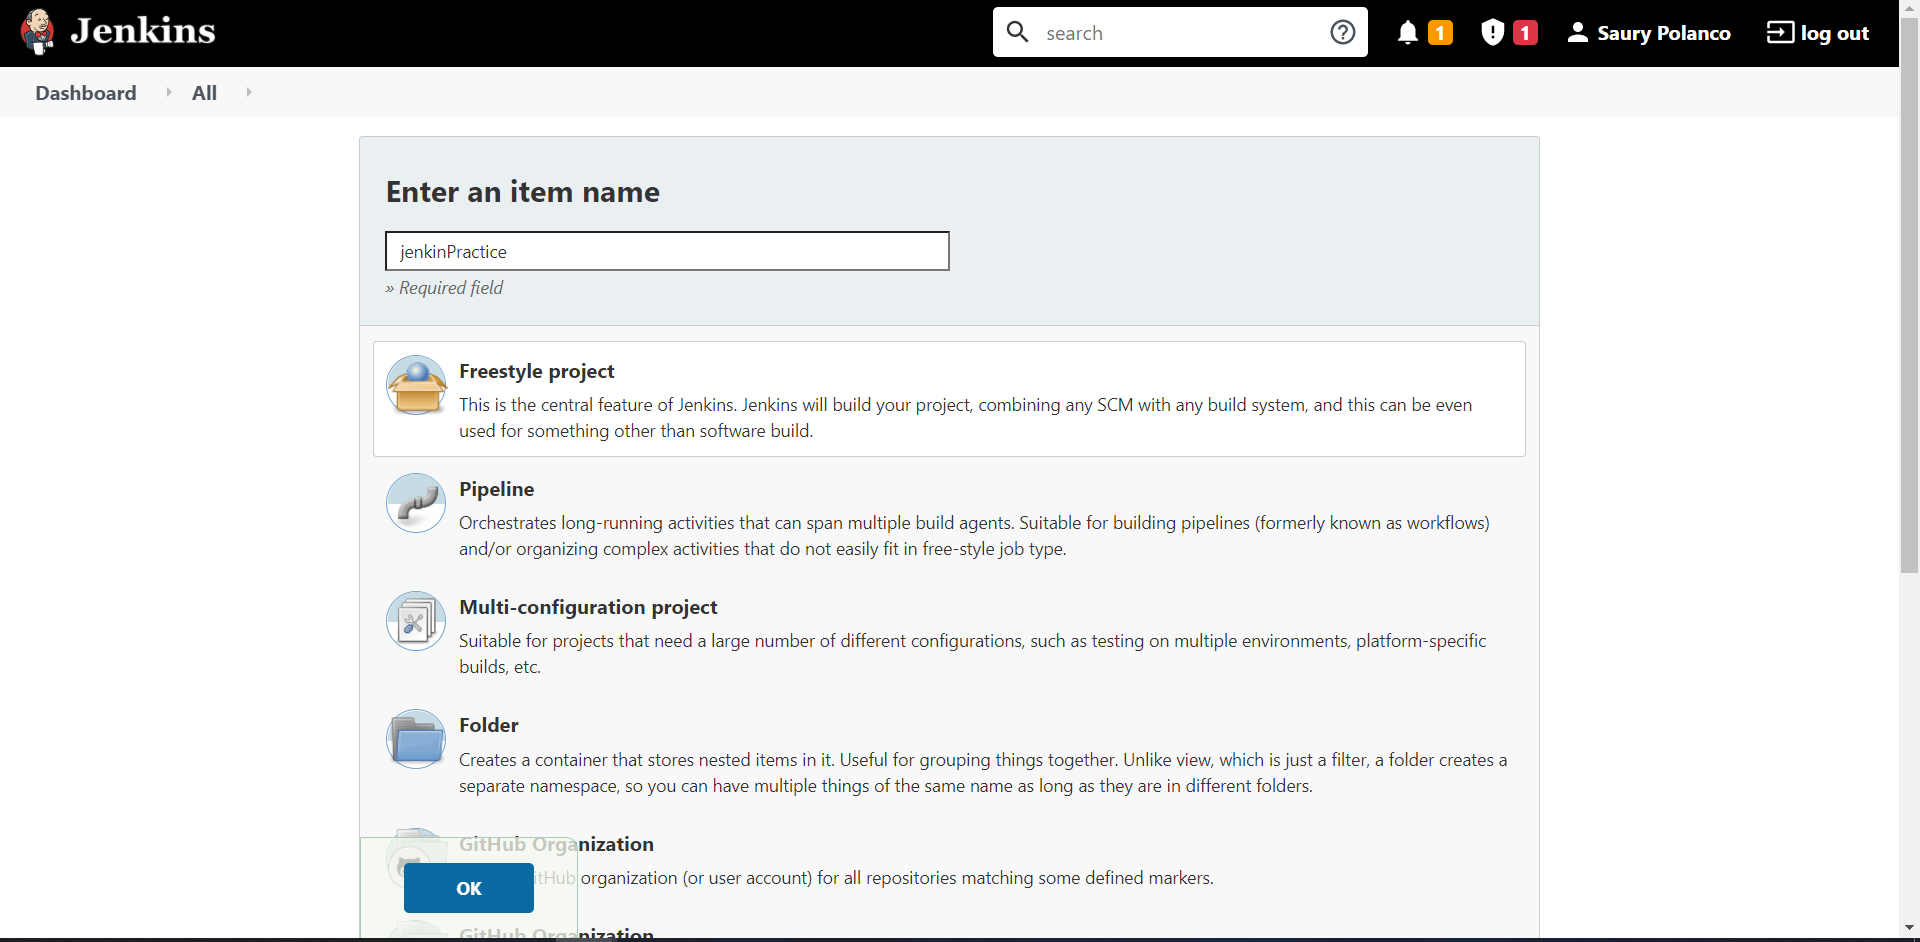 Jenkins
search
1
1
Saury Polanco
log out
Dashboard
All
Enter an item name
jenkinPractice
» Required field
Freestyle project
This is the central feature of Jenkins. Jenkins will build your project, combining any SCM with any build system, and this can be even
used for something other than software build.
Pipeline
Orchestrates long-running activities that can span multiple build agents. Suitable for building pipelines (formerly known as workflows)
and/or organizing complex activities that do not easily fit in free-style job type.
Multi-configuration project
Suitable for projects that need a large number of different configurations, such as testing on multiple environments, platform-specific
builds, etc.
Folder
Creates a container that stores nested items in it. Useful for grouping things together. Unlike view, which is just a filter, a folder creates a
separate namespace, so you can have multiple things of the same name as long as they are in different folders.
GitHub Organization
OK
GitHub organization (or user account) for all repositories matching some defined markers.
GitHub Organization